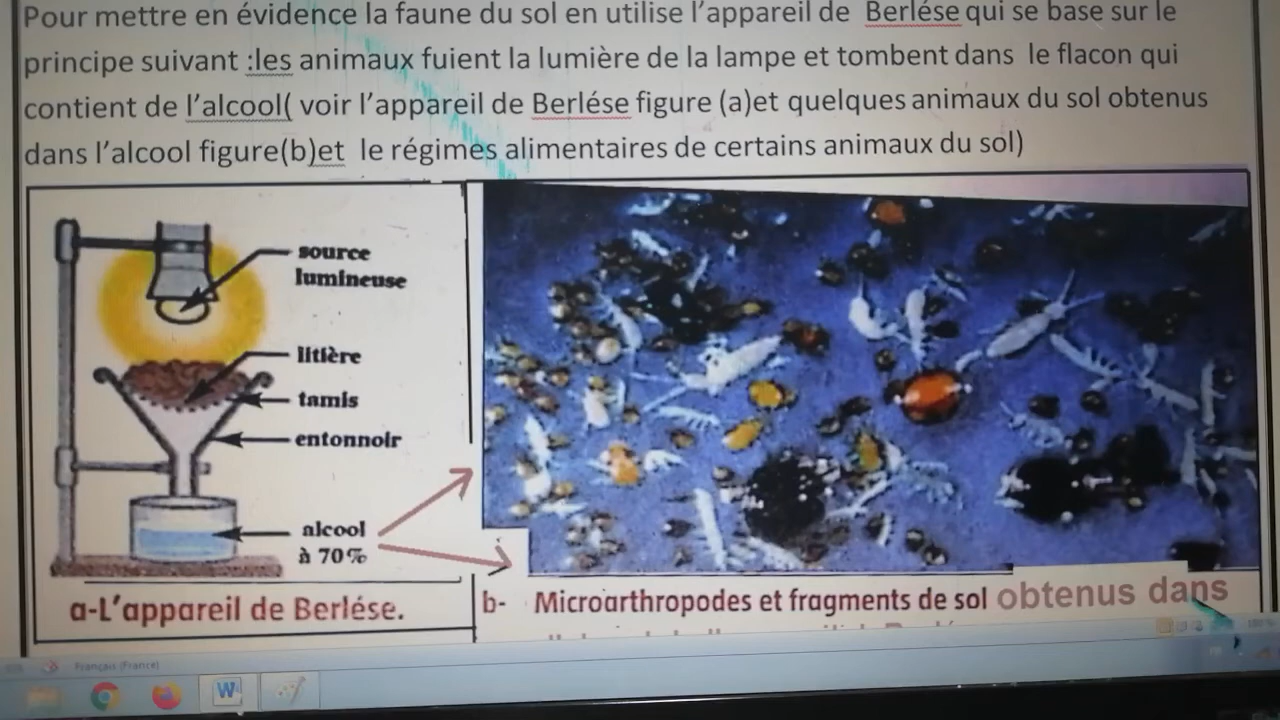 Pour mettre en évidence la faune du sol en utilise l'appareil de Berlése qui se base sur le
principe suivant :les animaux fuient la lumière de la lampe et tombent dans le flacon qui
contient de l'alcool( voir l'appareil de Berlése figure (a)et quelques animaux du sol obtenus
dans l'alcool figure(b)et le régimes alimentaires de certains animaux du sol)
source
lumineuse
litière
tamis
entonnoir
alcool
à 70%
a-L'appareil de Berlése.
b- Microarthropodes et fragments de sol obtenus dans
Français (France)
W